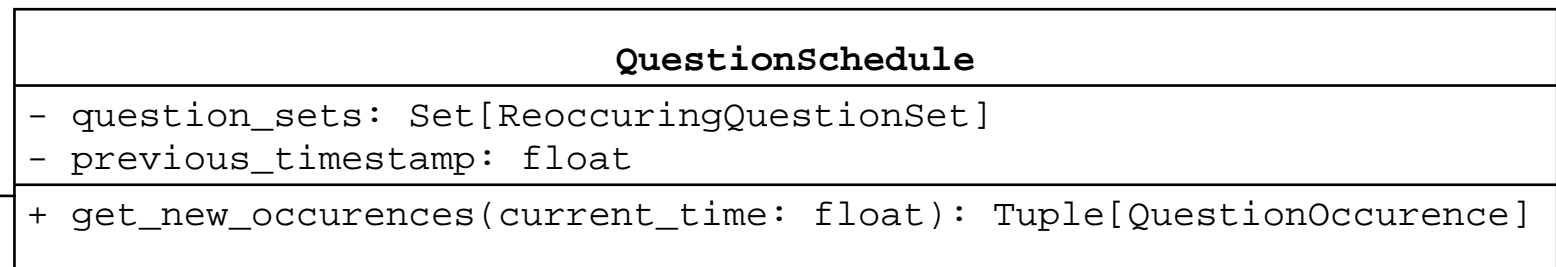 QuestionSchedule
- question_sets: Set[ReoccuringQuestionSet]
- previous_timestamp: float
+ get_new_occurences(current_time: float): Tuple[QuestionOccurence]